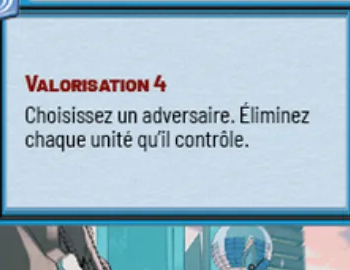 Valorisation 4
Choisissez un adversaire. Éliminez
chaque unité qu'il contrôle.